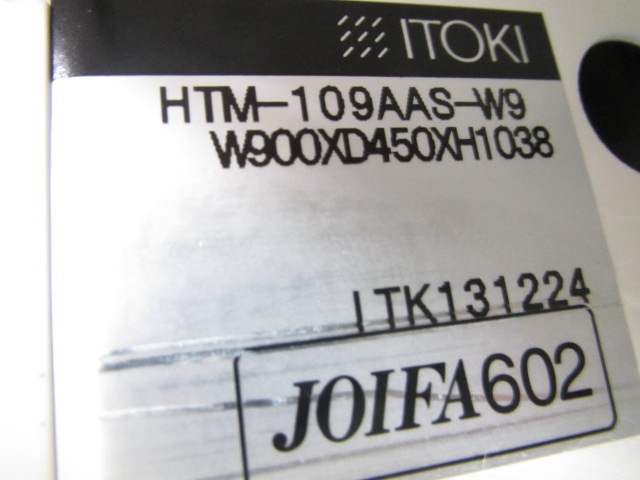 ITOKI
HTM-109AAS-W9
W900XD450XH1038
ITK131224
JOIFA602